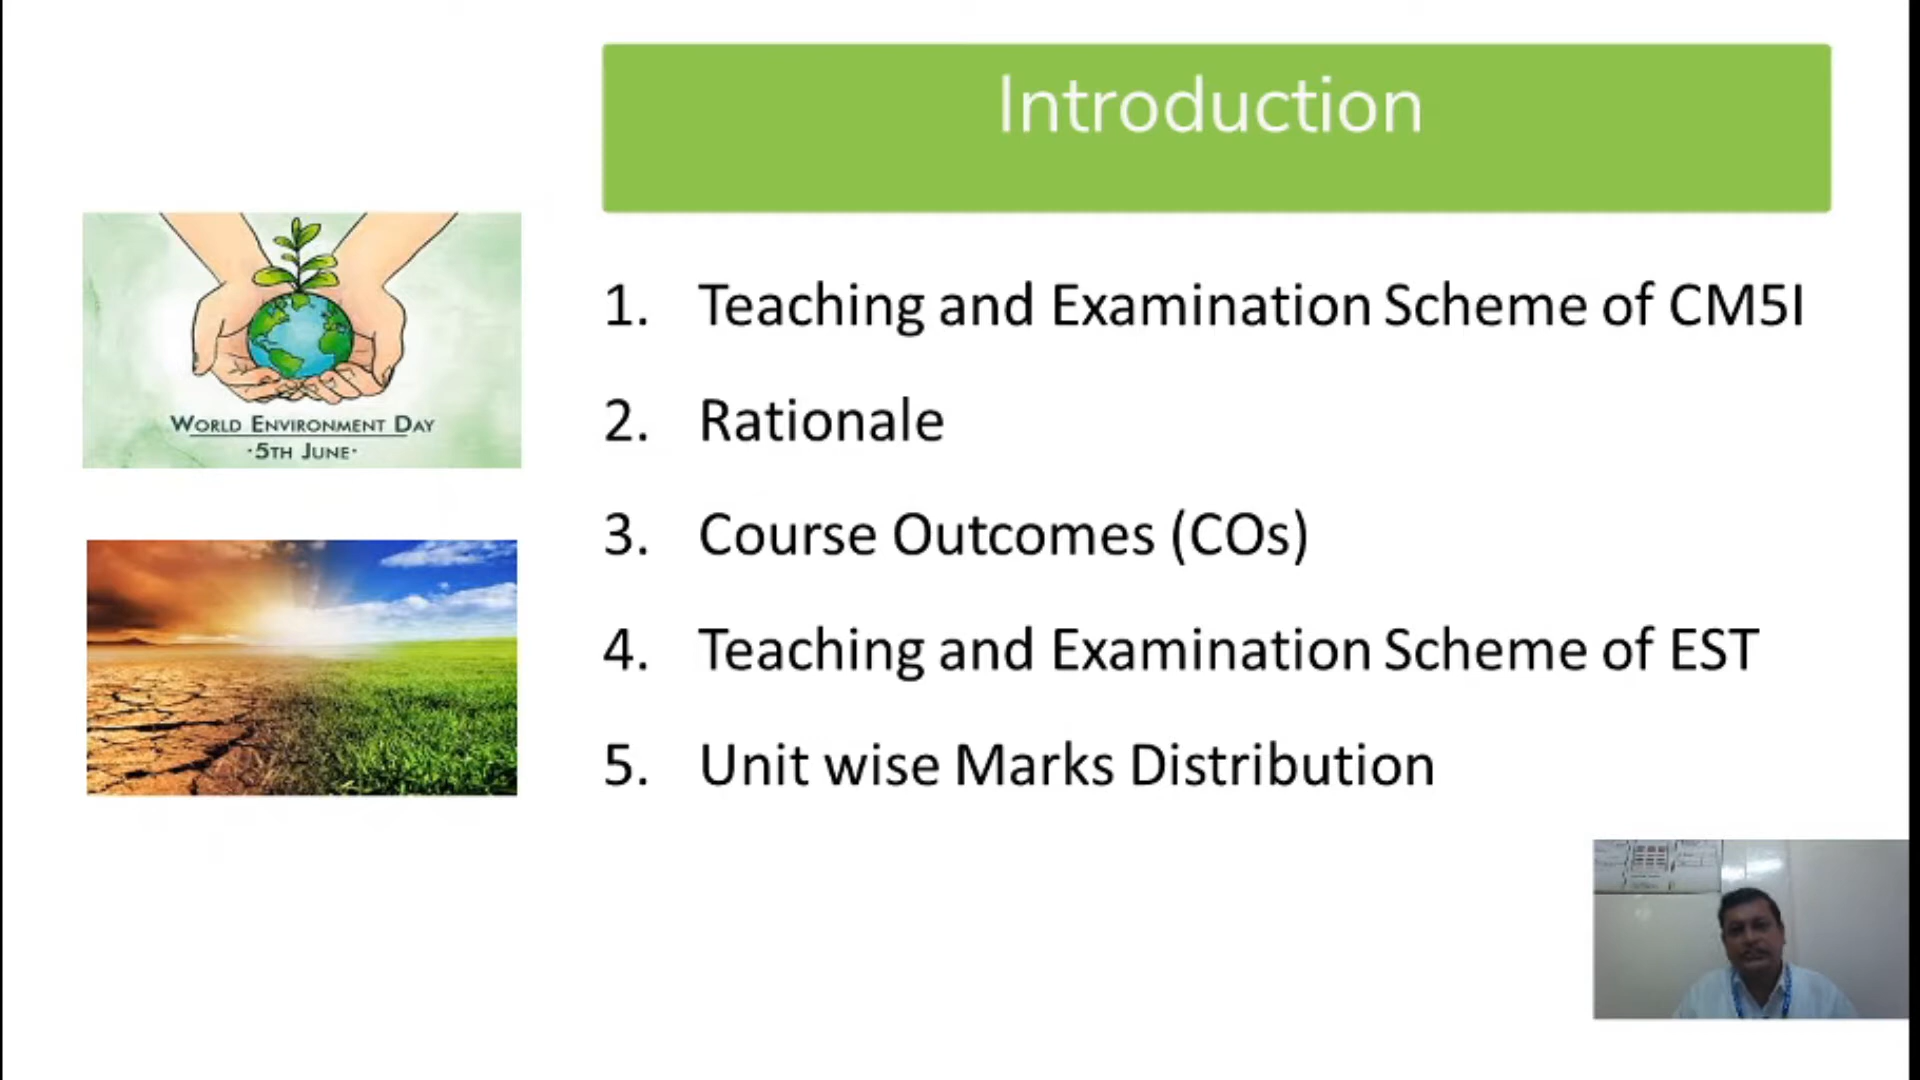 Introduction
WORLD ENVIRONMENT DAY
·5TH JUNE·
1. Teaching and Examination Scheme of CM5I
2. Rationale
3. Course Outcomes (COs)
4. Teaching and Examination Scheme of EST
5. Unit wise Marks Distribution